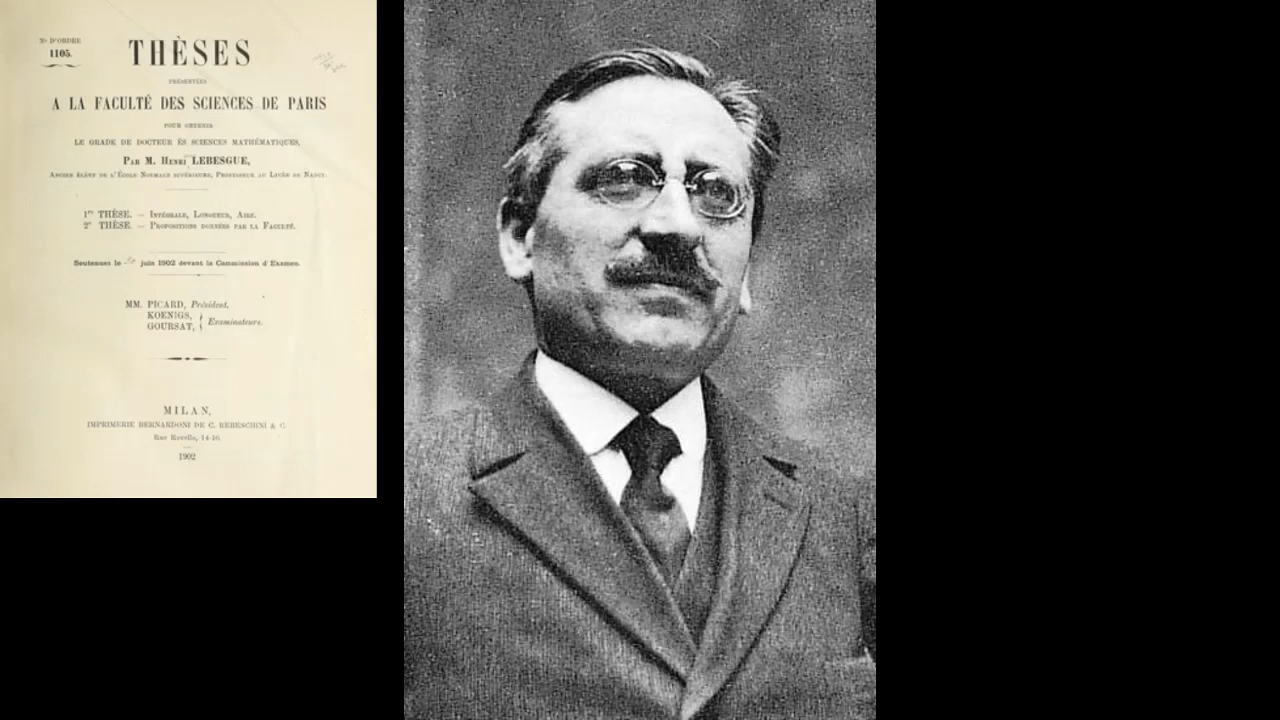 N° D'ORDRE
1105.
THÈSES
PRÉSENTÉES
A LA FACULTÉ DES SCIENCES DE PARIS
POUR OBTENIR
LE GRADE DE DOCTEUR ÈS SCIENCES MATHÉMATIQUES,
PAR M. HENRI LEBESGUE,
ANCIEN ÉLÈVE DE L'ÉCOLE NORMALE SUPÉRIEURE, PROFESSEUR AU LYCÉE DE NANCY.
1re THÈSE. — INTÉGRALE, LONGUEUR, AIRE.
2e THÈSE. — PROPOSITIONS DONNÉES PAR LA FACULTÉ.
Soutenues le juin 1902 devant la Commission d'Examen.
MM. PICARD, Président.
KOENIGS,
GOURSAT, Examinateurs.
MILAN,
IMPRIMERIE BERNARDONI DE C. REBESCHINI & C.
Rue Rovello, 14-16.
1902